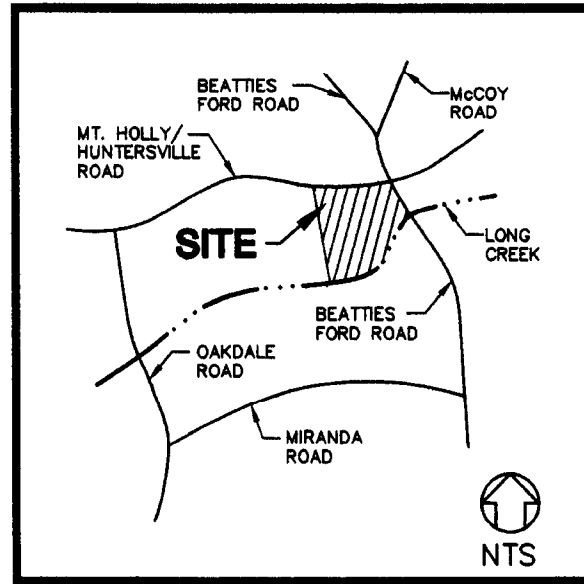 BEATTIES
FORD ROAD
McCOY
ROAD
MT. HOLLY/
HUNTERSVILLE
ROAD
SITE
LONG
CREEK
BEATTIES
FORD ROAD
OAKDALE
ROAD
MIRANDA
ROAD
NTS